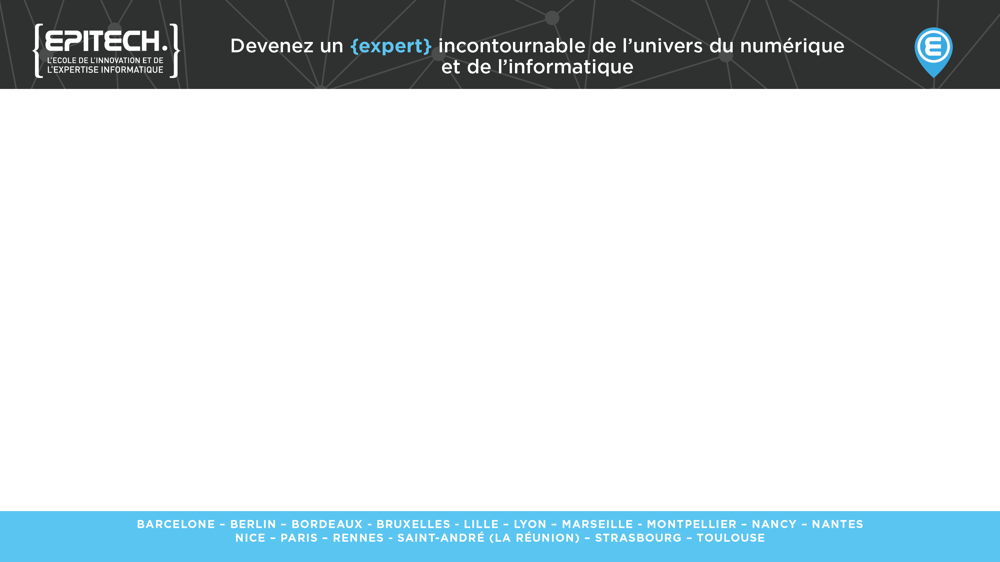 {EPITECH.}
L'ECOLE DE L'INNOVATION ET DE
L'EXPERTISE INFORMATIQUE
Devenez un {expert} incontournable de l’univers du numérique
et de l’informatique
E
BARCELONE – BERLIN – BORDEAUX - BRUXELLES - LILLE – LYON – MARSEILLE - MONTPELLIER – NANCY – NANTES
NICE – PARIS – RENNES - SAINT-ANDRÉ (LA RÉUNION) – STRASBOURG – TOULOUSE